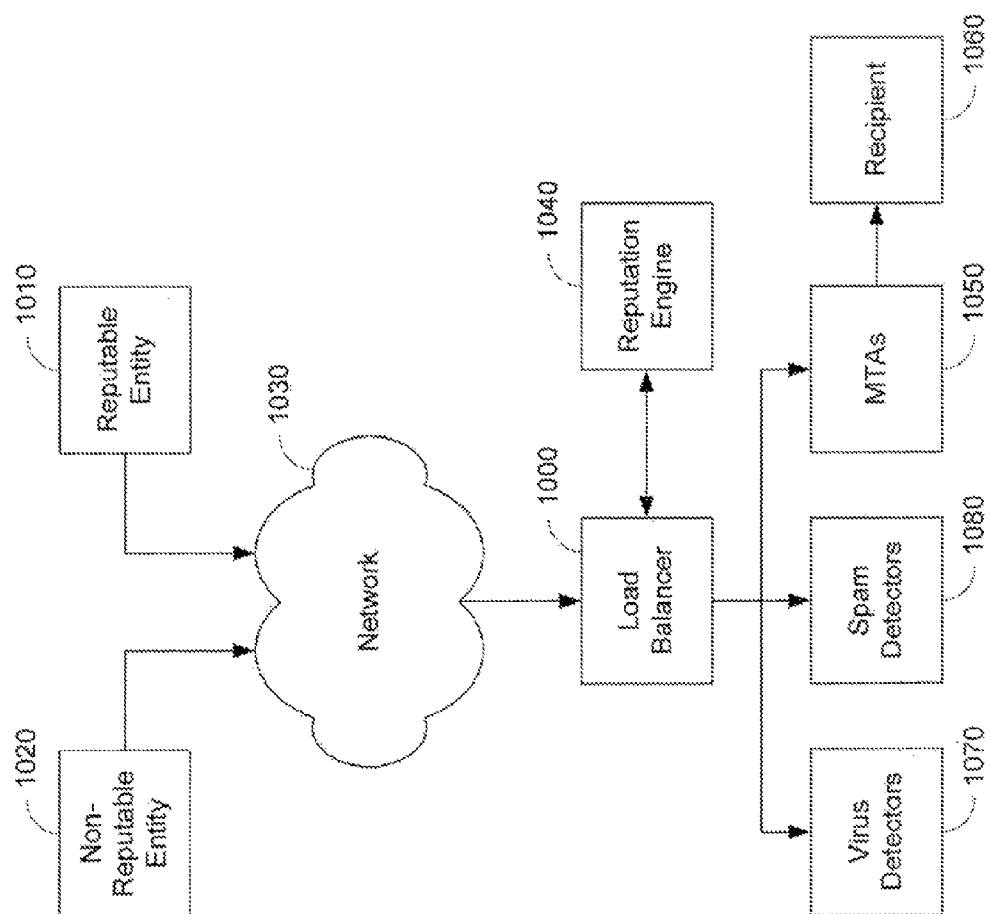 1020
Non-
Reputable
Entity
1010
Reputable
Entity
1030
Network
1000
Load
Balancer
1040
Reputation
Engine
1070
Virus
Detectors
1080
Spam
Detectors
1050
MTAs
1060
Recipient